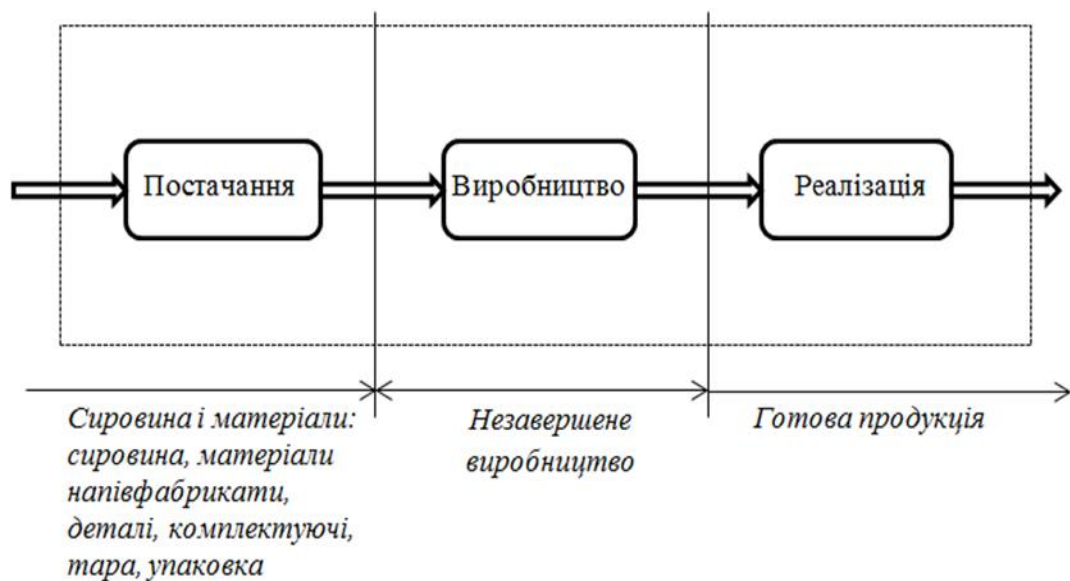 Постачання
Виробництво
Реалізація
Сировина і матеріали:
сировина, матеріали
напівфабрикати,
деталі, комплектуючі,
тара, упаковка
Незавершене
виробництво
Готова продукція